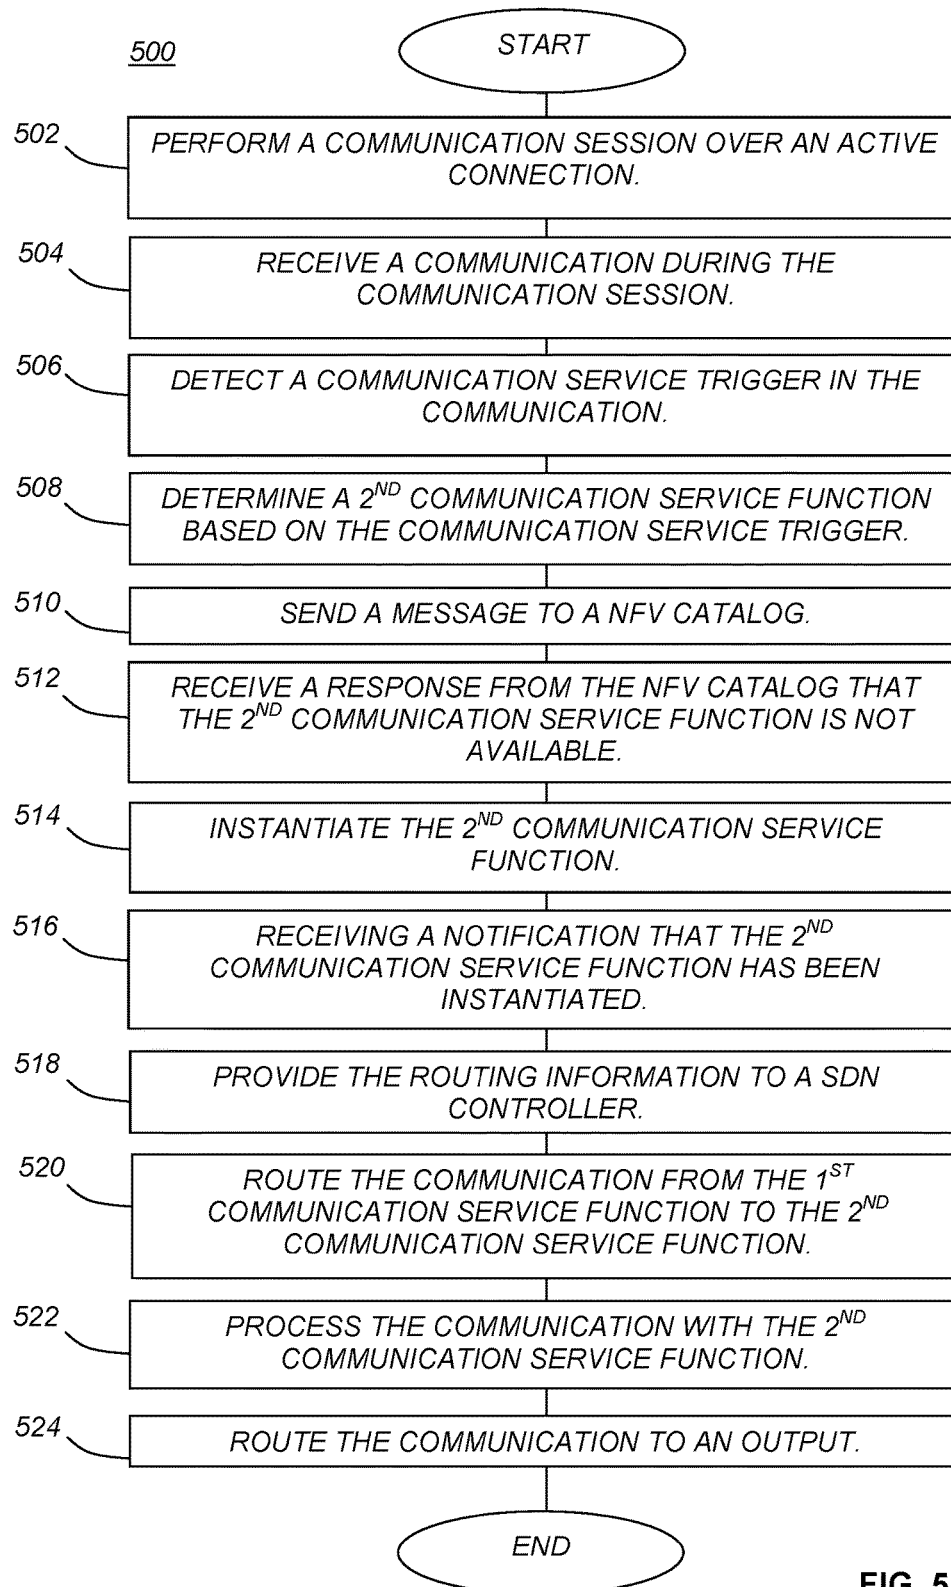 500
START
502
PERFORM A COMMUNICATION SESSION OVER AN ACTIVE
CONNECTION.
504
RECEIVE A COMMUNICATION DURING THE
COMMUNICATION SESSION.
506
DETECT A COMMUNICATION SERVICE TRIGGER IN THE
COMMUNICATION.
508
DETERMINE A 2ND COMMUNICATION SERVICE FUNCTION
BASED ON THE COMMUNICATION SERVICE TRIGGER.
510
SEND A MESSAGE TO A NFV CATALOG.
512
RECEIVE A RESPONSE FROM THE NFV CATALOG THAT
THE 2ND COMMUNICATION SERVICE FUNCTION IS NOT
AVAILABLE.
514
INSTANTIATE THE 2ND COMMUNICATION SERVICE
FUNCTION.
516
RECEIVING A NOTIFICATION THAT THE 2ND
COMMUNICATION SERVICE FUNCTION HAS BEEN
INSTANTIATED.
518
PROVIDE THE ROUTING INFORMATION TO A SDN
CONTROLLER.
520
ROUTE THE COMMUNICATION FROM THE 1ST
COMMUNICATION SERVICE FUNCTION TO THE 2ND
COMMUNICATION SERVICE FUNCTION.
522
PROCESS THE COMMUNICATION WITH THE 2ND
COMMUNICATION SERVICE FUNCTION.
524
ROUTE THE COMMUNICATION TO AN OUTPUT.
END
FIG. 5